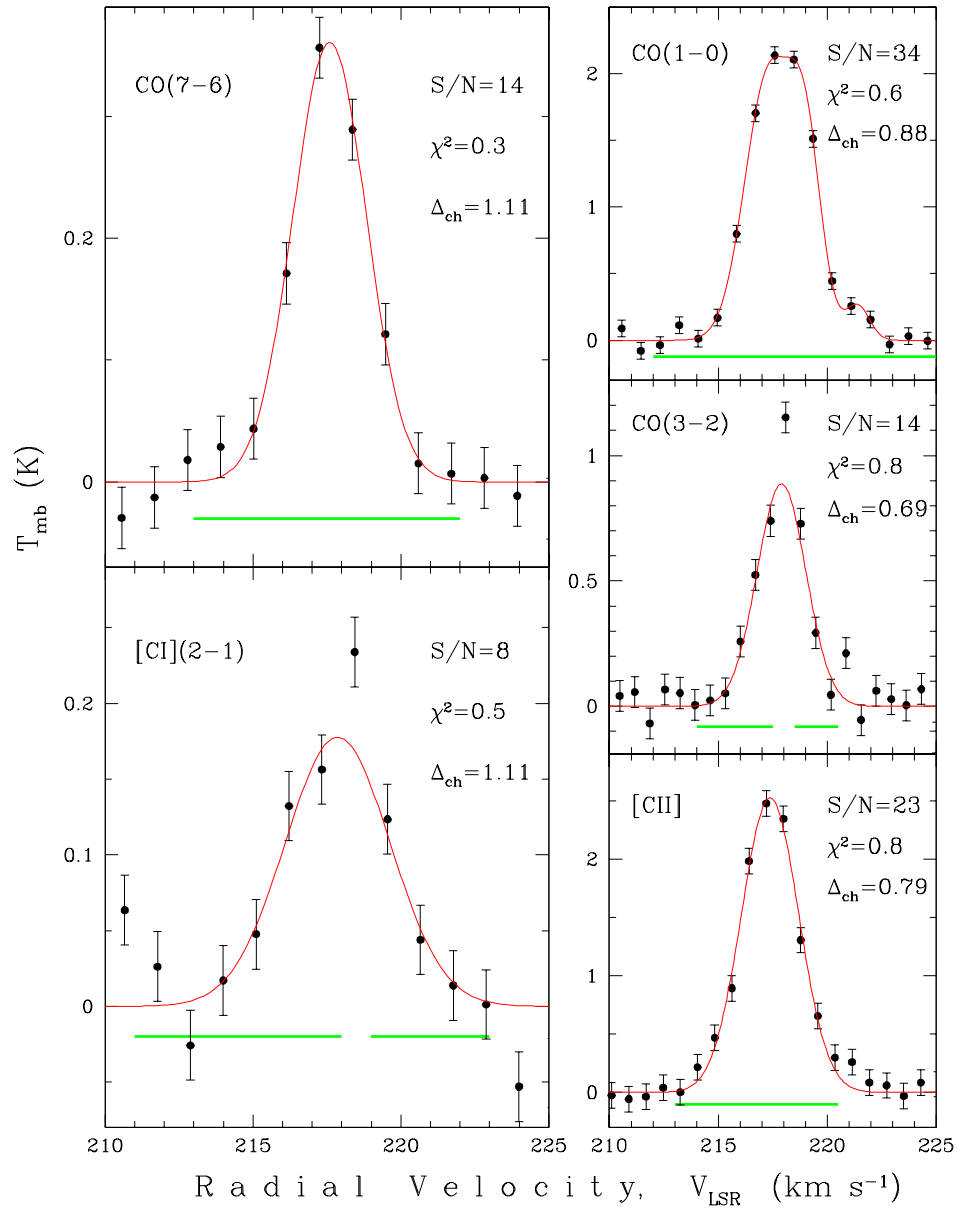 CO(7−6)
S/N=14
χ²=0.3
Δch=1.11
0.2
0
[CI](2−1)
S/N=8
χ²=0.5
Δch=1.11
0.2
0.1
0
210
215
220
225
CO(1−0)
S/N=34
χ²=0.6
Δch=0.88
2
1
0
CO(3−2)
S/N=14
χ²=0.8
Δch=0.69
1
0.5
0
[CII]
S/N=23
χ²=0.8
Δch=0.79
2
1
0
210
215
220
225
Tmb (K)
Radial Velocity, VLSR (km s⁻¹)